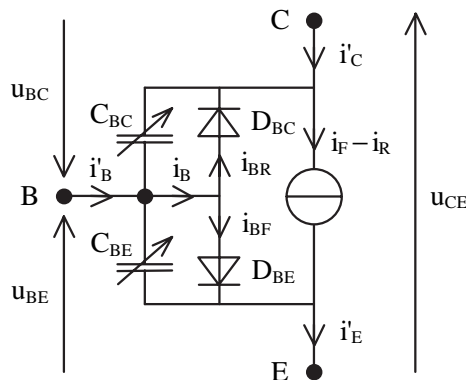 C
i'C
uBC
CBC
DBC
iF – iR
i'B
iB
iBR
B
uCE
iBF
CBE
DBE
uBE
i'E
E